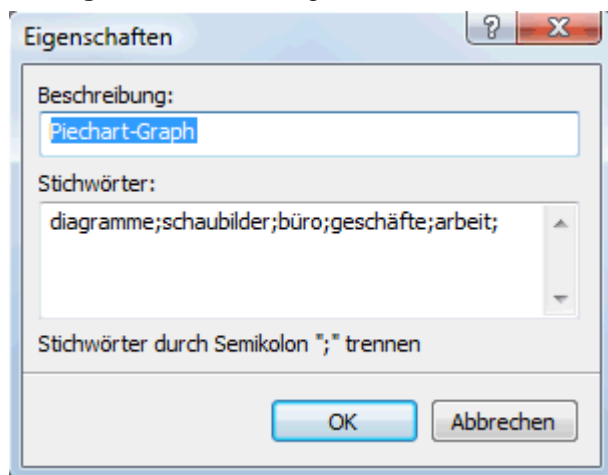 Eigenschaften
Beschreibung:
Piechart-Graph
Stichwörter:
diagramme;schaubilder;büro;geschäfte;arbeit;
Stichwörter durch Semikolon ";" trennen
OK Abbrechen